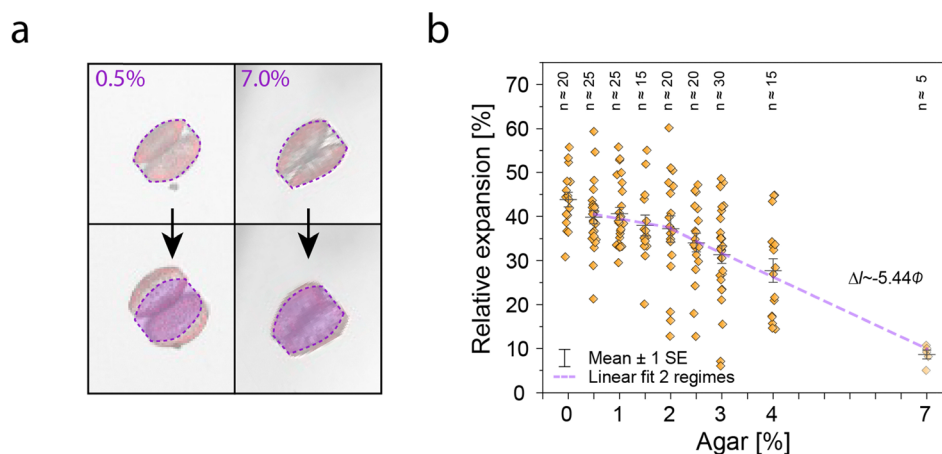 a
0.5%
7.0%
b
Relative expansion [%]
70
60
50
40
30
20
10
0
n ≈ 20
n ≈ 25
n ≈ 25
n ≈ 15
n ≈ 20
n ≈ 20
n ≈ 30
n ≈ 15
n ≈ 5
Δl~-5.44Φ
Mean ± 1 SE
Linear fit 2 regimes
0
1
2
3
4
7
Agar [%]